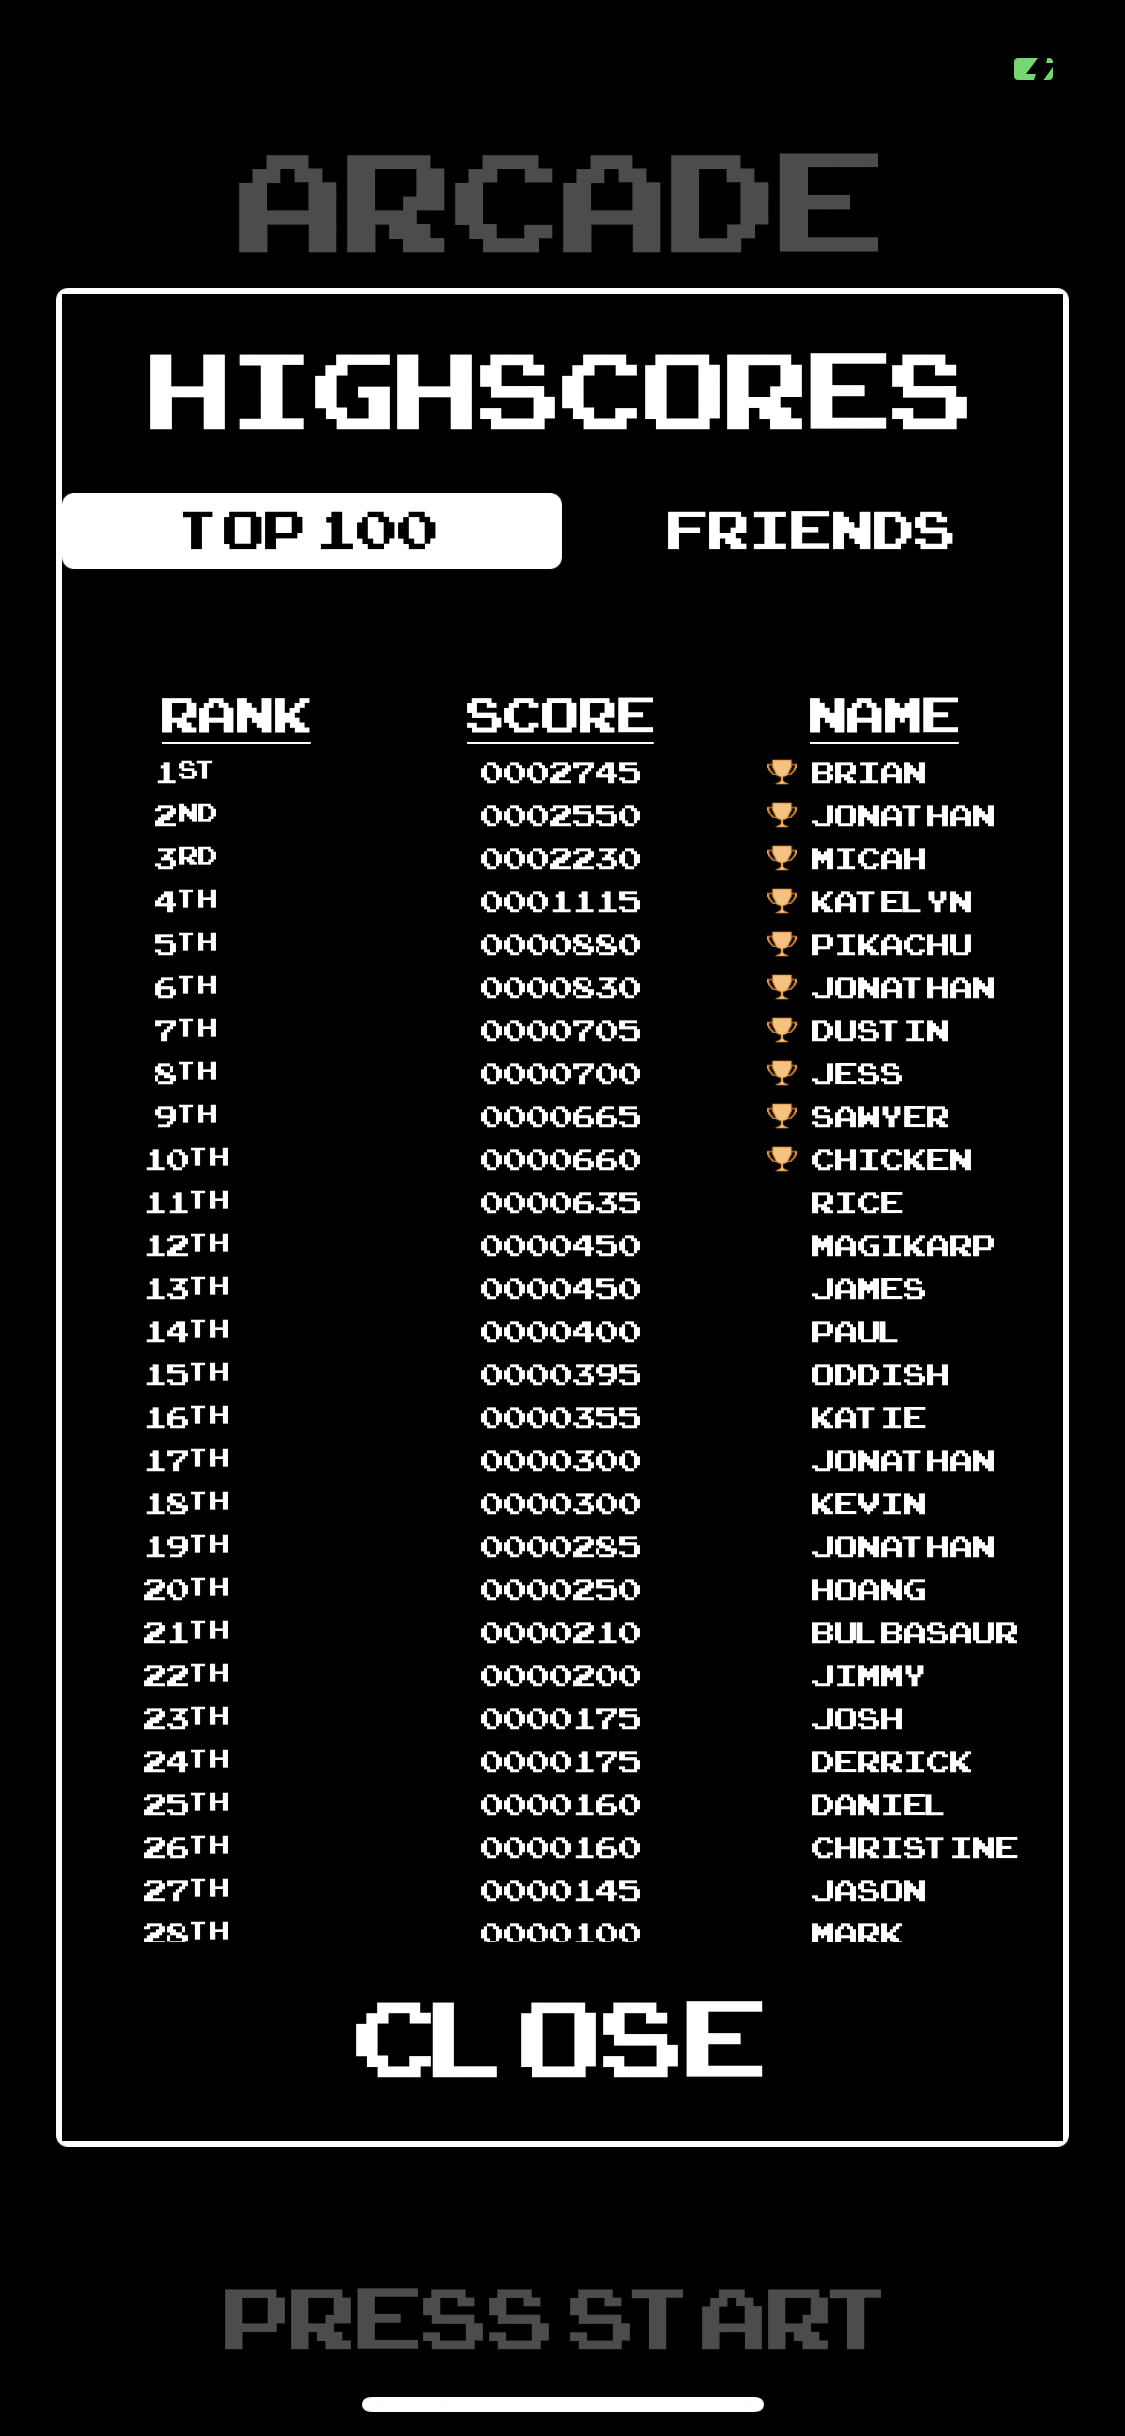 ARCADE
HIGHSCORES
TOP 100 FRIENDS
RANK SCORE NAME
1ST 0002745 BRIAN
2ND 0002550 JONATHAN
3RD 0002230 MICAH
4TH 0001115 KATELYN
5TH 0000880 PIKACHU
6TH 0000830 JONATHAN
7TH 0000705 DUSTIN
8TH 0000700 JESS
9TH 0000665 SAWYER
10TH 0000660 CHICKEN
11TH 0000635 RICE
12TH 0000450 MAGIKARP
13TH 0000450 JAMES
14TH 0000400 PAUL
15TH 0000395 ODDISH
16TH 0000355 KATIE
17TH 0000300 JONATHAN
18TH 0000300 KEVIN
19TH 0000285 JONATHAN
20TH 0000250 HOANG
21TH 0000210 BULBASAUR
22TH 0000200 JIMMY
23TH 0000175 JOSH
24TH 0000175 DERRICK
25TH 0000160 DANIEL
26TH 0000160 CHRISTINE
27TH 0000145 JASON
28TH 0000100 MARK
CLOSE
PRESS START